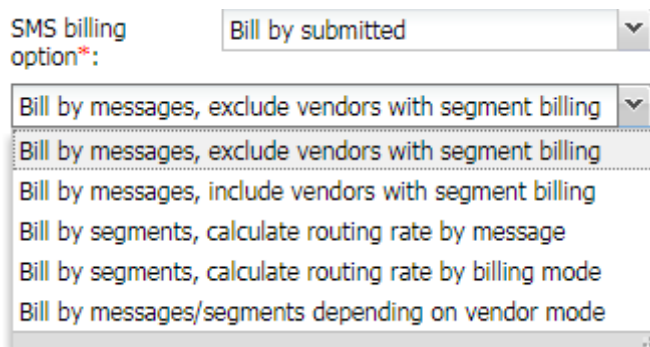 SMS billing
option*:
Bill by submitted
Bill by messages, exclude vendors with segment billing
Bill by messages, exclude vendors with segment billing
Bill by messages, include vendors with segment billing
Bill by segments, calculate routing rate by message
Bill by segments, calculate routing rate by billing mode
Bill by messages/segments depending on vendor mode